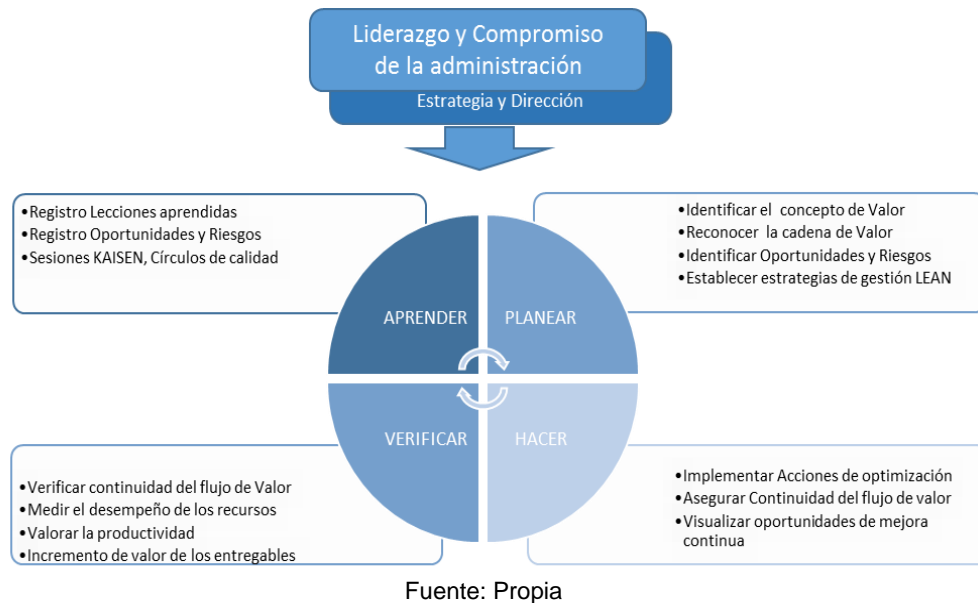 Liderazgo y Compromiso
de la administración
Estrategia y Dirección
•Registro Lecciones aprendidas
•Registro Oportunidades y Riesgos
•Sesiones KAISEN, Círculos de calidad
•Identificar el concepto de Valor
•Reconocer la cadena de Valor
•Identificar Oportunidades y Riesgos
•Establecer estrategias de gestión LEAN
APRENDER
PLANEAR
VERIFICAR
HACER
•Verificar continuidad del flujo de Valor
•Medir el desempeño de los recursos
•Valorar la productividad
•Incremento de valor de los entregables
•Implementar Acciones de optimización
•Asegurar Continuidad del flujo de valor
•Visualizar oportunidades de mejora
continua
Fuente: Propia